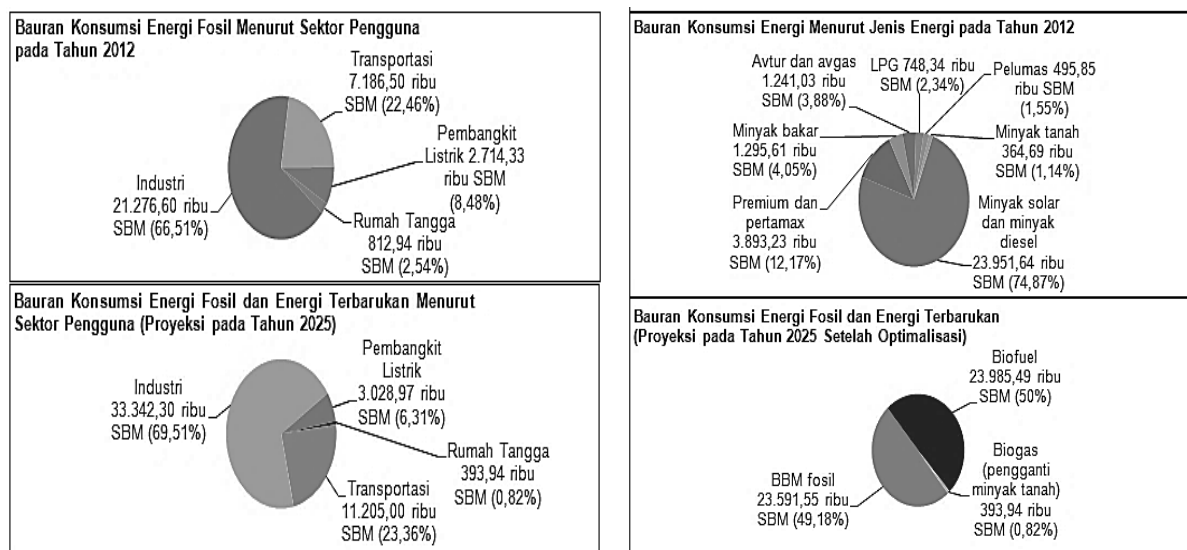 Bauran Konsumsi Energi Fosil Menurut Sektor Pengguna
pada Tahun 2012
Transportasi
7.186,50 ribu
SBM (22,46%)
Pembangkit
Listrik 2.714,33
ribu SBM
(8,48%)
Industri
21.276,60 ribu
SBM (66,51%)
Rumah Tangga
812,94 ribu
SBM (2,54%)
Bauran Konsumsi Energi Menurut Jenis Energi pada Tahun 2012
Avtur dan avgas
1.241,03 ribu
SBM (3,88%)
LPG 748,34 ribu
SBM (2,34%)
Pelumas 495,85
ribu SBM
(1,55%)
Minyak bakar
1.295,61 ribu
SBM (4,05%)
Minyak tanah
364,69 ribu
SBM (1,14%)
Premium dan
pertamax
3.893,23 ribu
SBM (12,17%)
Minyak solar
dan minyak
diesel
23.951,64 ribu
SBM (74,87%)
Bauran Konsumsi Energi Fosil dan Energi Terbarukan Menurut
Sektor Pengguna (Proyeksi pada Tahun 2025)
Pembangkit
Listrik
3.028,97 ribu
SBM (6,31%)
Industri
33.342,30 ribu
SBM (69,51%)
Rumah Tangga
393,94 ribu
SBM (0,82%)
Transportasi
11.205,00 ribu
SBM (23,36%)
Bauran Konsumsi Energi Fosil dan Energi Terbarukan
(Proyeksi pada Tahun 2025 Setelah Optimalisasi)
Biofuel
23.985,49 ribu
SBM (50%)
BBM fosil
23.591,55 ribu
SBM (49,18%)
Biogas
(pengganti
minyak tanah)
393,94 ribu
SBM (0,82%)